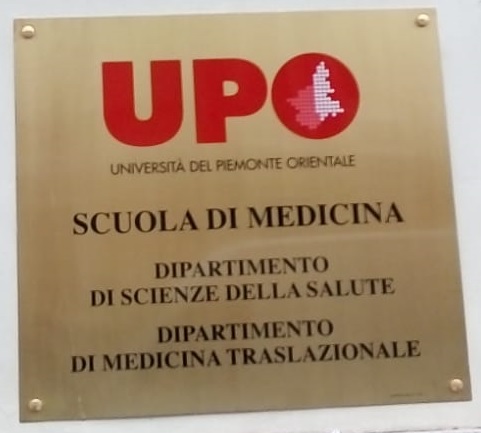 UPO
UNIVERSITÀ DEL PIEMONTE ORIENTALE
SCUOLA DI MEDICINA
DIPARTIMENTO
DI SCIENZE DELLA SALUTE
DIPARTIMENTO
DI MEDICINA TRASLAZIONALE